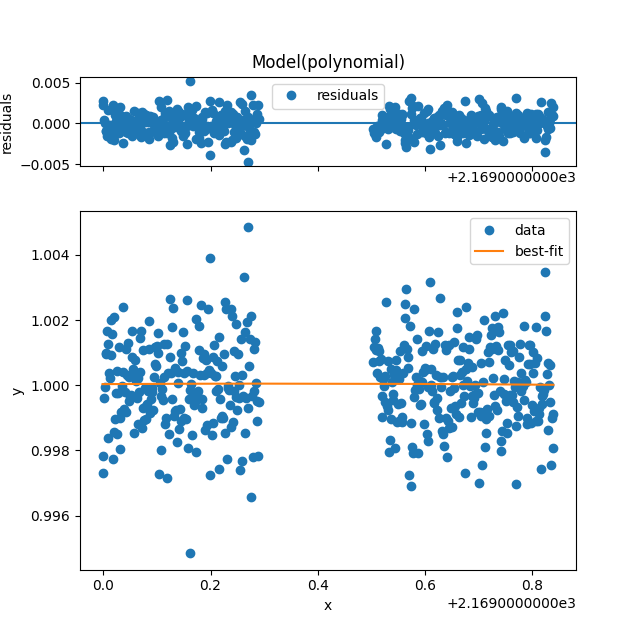 Model(polynomial)
residuals
0.005
0.000
−0.005
residuals
+2.1690000000e3
y
1.004
1.002
1.000
0.998
0.996
data
best-fit
0.0 0.2 0.4 0.6 0.8
x
+2.1690000000e3